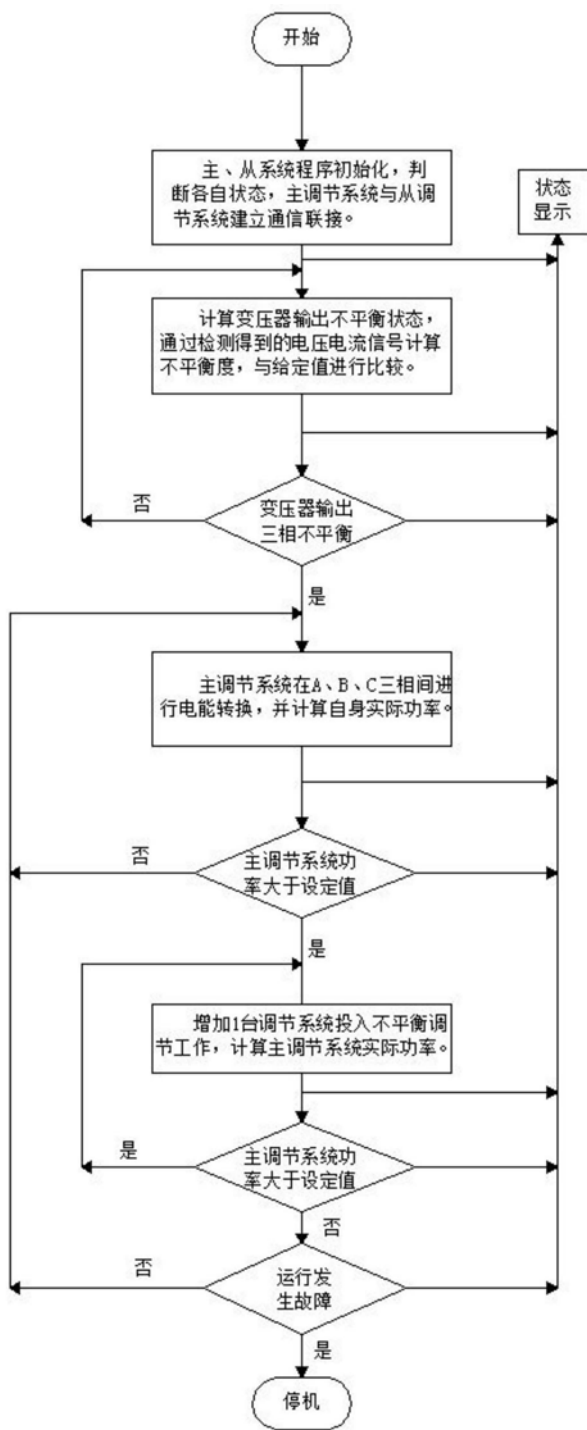 开始
主、从系统程序初始化，判
断各自状态，主调节系统与从调
节系统建立通信联接。
状态
显示
计算变压器输出不平衡状态，
通过检测得到的电压电流信号计算
不平衡度，与给定值进行比较。
否
变压器输出
三相不平衡
是
主调节系统在A、B、C三相间进
行电能转换，并计算自身实际功率。
否
主调节系统功
率大于设定值
是
增加1台调节系统投入不平衡调
节工作，计算主调节系统实际功率。
是
主调节系统功
率大于设定值
否
否
运行发
生故障
是
停机